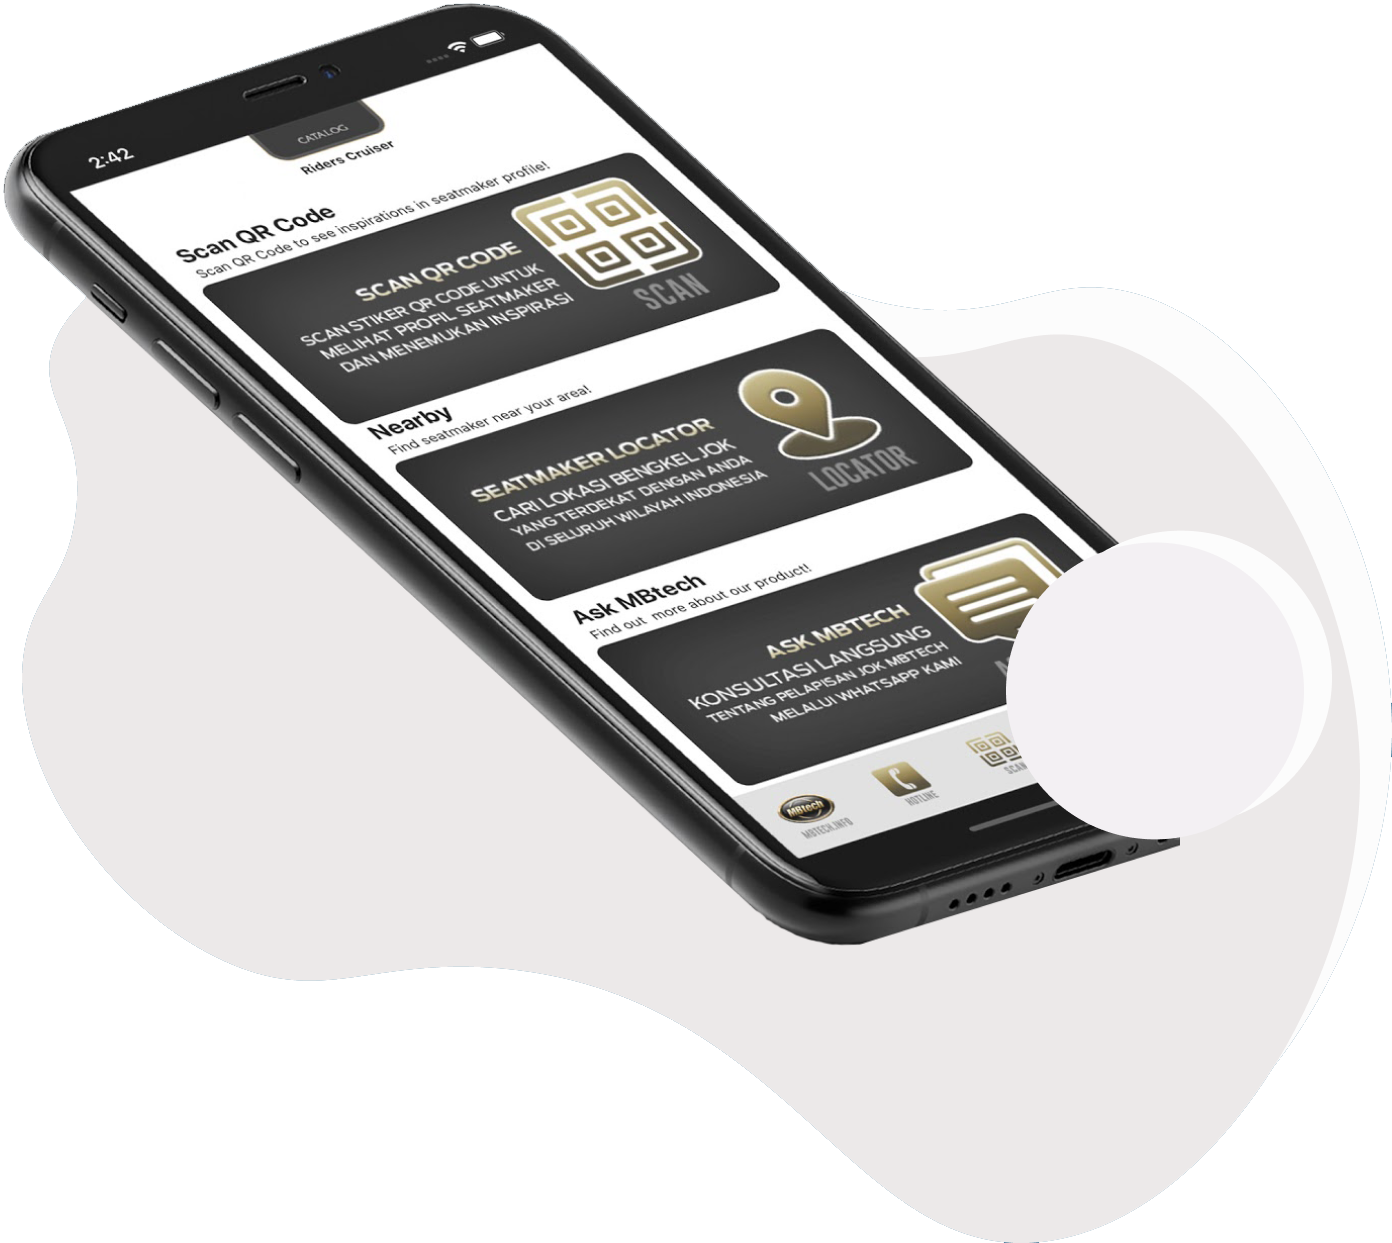 2:42
CATALOG
Riders Cruiser
Scan QR Code
Scan QR Code to see inspirations in seatmaker profile!
SCAN QR CODE
SCAN STIKER QR CODE UNTUK
MELIHAT PROFIL SEATMAKER
DAN MENEMUKAN INSPIRASI
SCAN
Nearby
Find seatmaker near your area!
SEATMAKER LOCATOR
CARI LOKASI BENGKEL JOK
YANG TERDEKAT DENGAN ANDA
DI SELURUH WILAYAH INDONESIA
LOCATOR
Ask MBtech
Find out more about our product!
ASK MBTECH
KONSULTASI LANGSUNG
TENTANG PELAPISAN JOK MBTECH
MELALUI WHATSAPP KAMI
MBtech
MBTECH.INFO
HOTLINE
SCAN